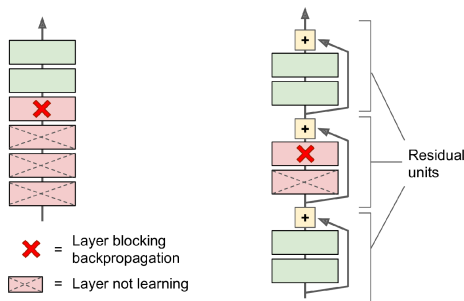 +
+
Residual
units
+
= Layer blocking
backpropagation
= Layer not learning